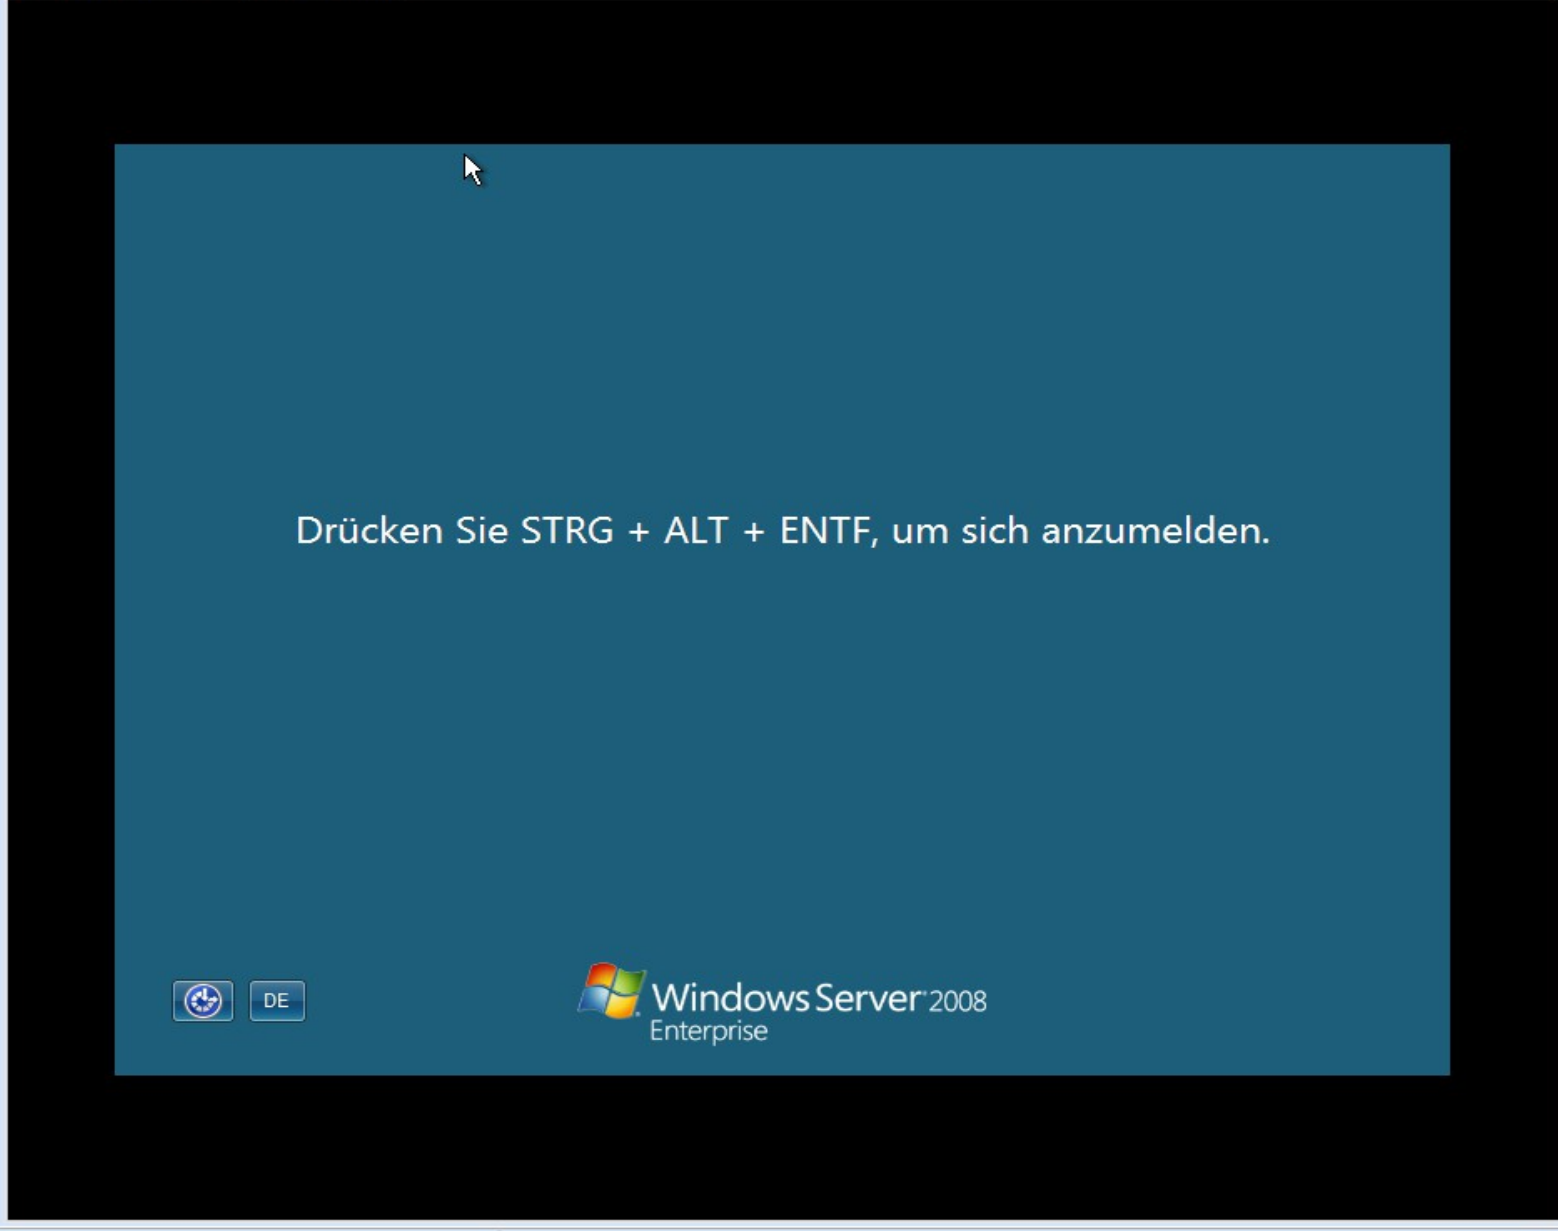 Drücken Sie STRG + ALT + ENTF, um sich anzumelden.
DE
Windows Server 2008
Enterprise